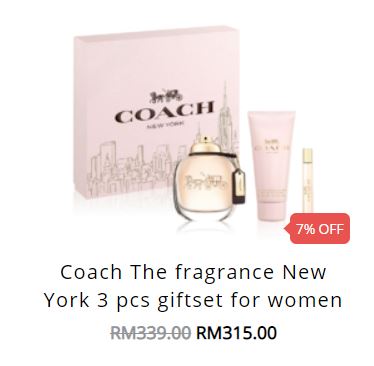 COACH
NEW YORK
7% OFF
Coach The fragrance New
York 3 pcs giftset for women
RM339.00 RM315.00